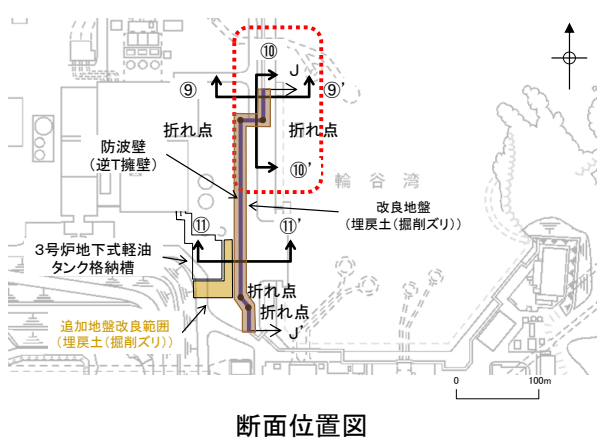 ⑩
⑨
J
⑨’
折れ点
折れ点
防波壁
(逆T擁壁)
⑩’
輪谷湾
改良地盤
(埋戻土(掘削ズリ))
⑪
⑪’
3号炉地下式軽油
タンク格納槽
折れ点
折れ点
J’
追加地盤改良範囲
(埋戻土(掘削ズリ))
0 100m
断面位置図